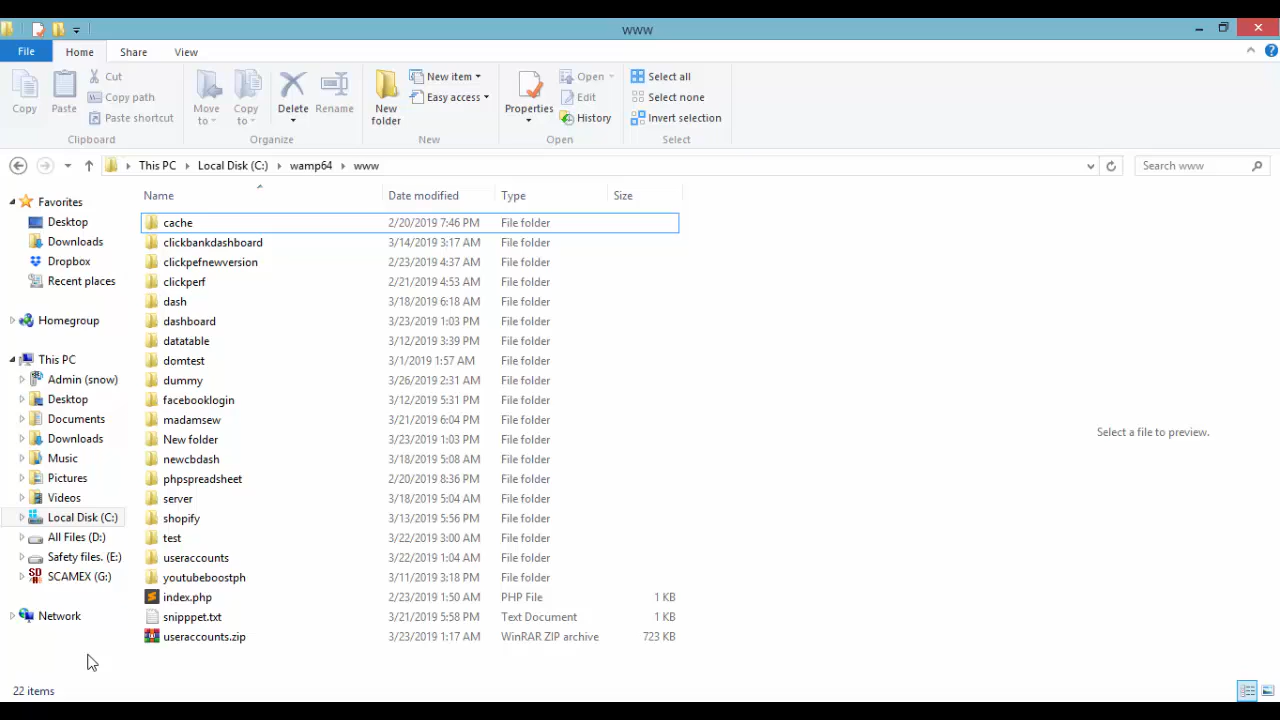 www
File Home Share View
Copy
Paste
Cut
Copy path
Paste shortcut
Clipboard
Move to
Copy to
Delete
Rename
Organize
New folder
New item
Easy access
New
Properties
Open
Edit
History
Open
Select all
Select none
Invert selection
Select
This PC Local Disk (C:) wamp64 www
Search www
Favorites
Desktop
Downloads
Dropbox
Recent places
Homegroup
This PC
Admin (snow)
Desktop
Documents
Downloads
Music
Pictures
Videos
Local Disk (C:)
All Files (D:)
Safety files. (E:)
SCAMEX (G:)
Network
Name Date modified Type Size
cache 2/20/2019 7:46 PM File folder
clickbankdashboard 3/14/2019 3:17 AM File folder
clickpefnewversion 2/23/2019 4:37 AM File folder
clickperf 2/21/2019 4:53 AM File folder
dash 3/18/2019 6:18 AM File folder
dashboard 3/23/2019 1:03 PM File folder
datatable 3/12/2019 3:39 PM File folder
domtest 3/1/2019 1:57 AM File folder
dummy 3/26/2019 2:31 AM File folder
facebooklogin 3/12/2019 5:31 PM File folder
madamsew 3/21/2019 6:04 PM File folder
New folder 3/23/2019 1:03 PM File folder
newcbdash 3/18/2019 5:08 AM File folder
phpspreadsheet 2/20/2019 8:36 PM File folder
server 3/18/2019 5:04 AM File folder
shopify 3/13/2019 5:56 PM File folder
test 3/22/2019 3:00 AM File folder
useraccounts 3/22/2019 1:04 AM File folder
youtubeboostph 3/11/2019 3:18 PM File folder
index.php 2/23/2019 1:50 AM PHP File 1 KB
snipppet.txt 3/21/2019 5:58 PM Text Document 1 KB
useraccounts.zip 3/23/2019 1:17 AM WinRAR ZIP archive 723 KB
Select a file to preview.
22 items